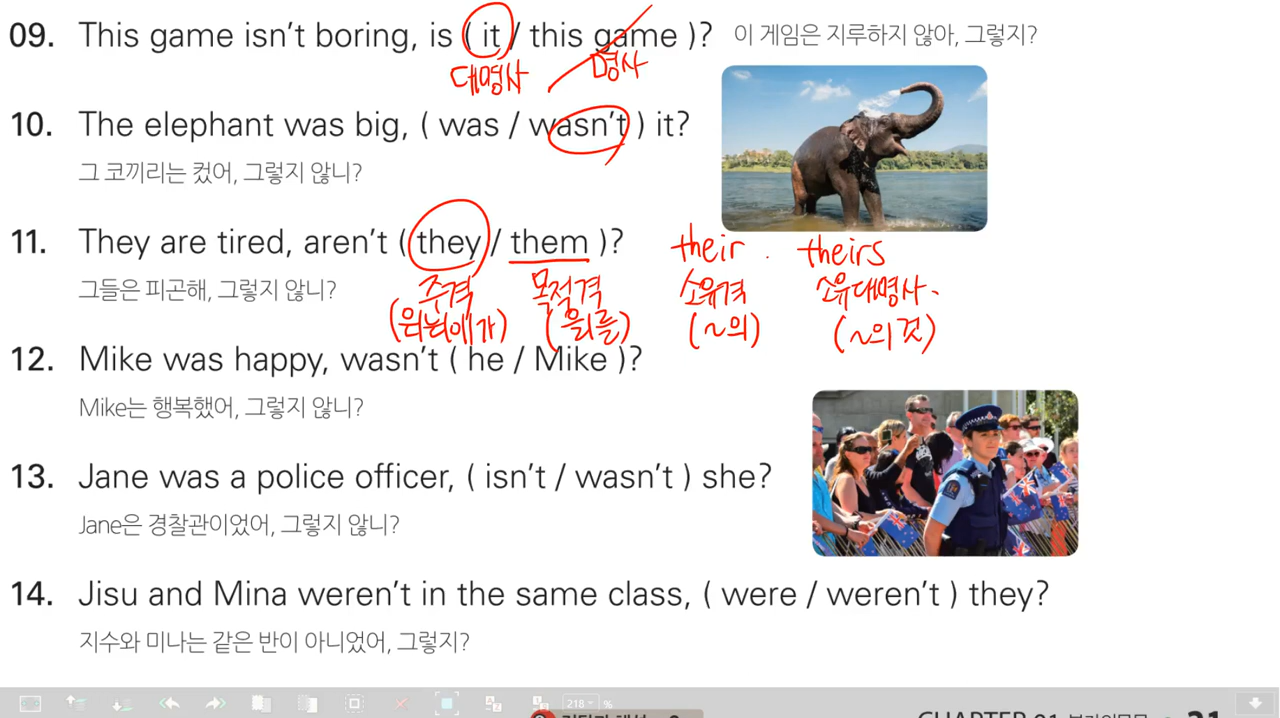 09. This game isn't boring, is ( it / this game )? 이 게임은 지루하지 않아, 그렇지?
대명사 명사
10. The elephant was big, ( was / wasn't ) it?
그 코끼리는 컸어, 그렇지 않니?
11. They are tired, aren't ( they / them )? their theirs
그들은 피곤해, 그렇지 않니? 주격 목적격 소유격 소유대명사
(은/는/이/가) (을/를) (~의) (~의 것)
12. Mike was happy, wasn't ( he / Mike )?
Mike는 행복했어, 그렇지 않니?
13. Jane was a police officer, ( isn't / wasn't ) she?
Jane은 경찰관이었어, 그렇지 않니?
14. Jisu and Mina weren't in the same class, ( were / weren't ) they?
지수와 미나는 같은 반이 아니었어, 그렇지?
218 %